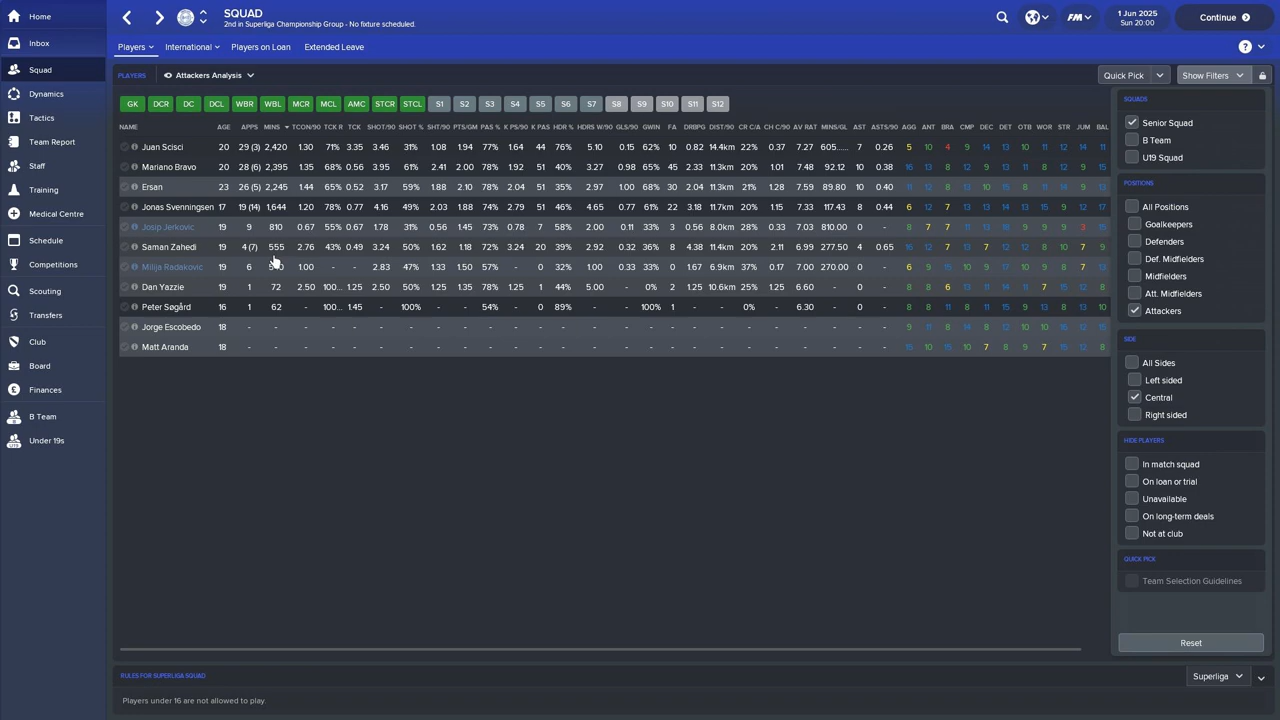 Home
Inbox
Squad
Dynamics
Tactics
Team Report
Staff
Training
Medical Centre
Schedule
Competitions
Scouting
Transfers
Club
Board
Finances
B Team
Under 19s
SQUAD
2nd in Superliga Championship Group - No fixture scheduled.
FM
1 Jun 2025
Sun 20:00
Continue
Players International Players on Loan Extended Leave
PLAYERS Attackers Analysis Quick Pick Show Filters
GK DCR DC DCL WBR WBL MCR MCL AMC STCR STCL S1 S2 S3 S4 S5 S6 S7 S8 S9 S10 S11 S12
NAME AGE APPS MINS TCON/90 TCK R TCK SHOT/90 SHOT % SHT/90 PTS/GM PAS % K PS/90 K PAS HDR % HDRS W/90 GLS/90 GWIN FA DRBPG DIST/90 CR C/A CH C/90 AV RAT MINS/GL AST ASTS/90 AGG ANT BRA CMP DEC DET OTB WOR STR JUM BAL
Juan Scisci 20 29 (3) 2,420 1.30 71% 3.35 3.46 31% 1.08 1.94 77% 1.64 44 76% 5.10 0.15 62% 10 0.82 14.4km 22% 0.37 7.27 605.... 7 0.26 5 10 4 9 14 13 10 11 12 14 11
Mariano Bravo 20 28 (6) 2,395 1.35 68% 0.60 3.95 61% 2.40 2.00 75% 1.92 51 40% 3.27 0.98 65% 45 2.33 11.3km 20% 1.01 7.48 92.12 10 0.38 16 13 8 12 9 13 11 8 12 9 15
Ersan 23 26 (5) 2,245 1.44 65% 0.52 3.17 59% 1.88 2.10 78% 2.04 51 35% 2.97 1.00 68% 30 2.04 11.3km 21% 1.28 7.59 89.80 10 0.40 11 12 8 13 10 15 8 11 14 9 13
Jonas Svenningsen 17 19 (14) 1,644 1.20 78% 0.77 4.16 49% 2.03 1.88 74% 2.79 51 46% 4.65 0.77 61% 22 3.18 11.7km 20% 1.15 7.33 117.43 8 0.44 6 12 7 13 13 14 13 15 9 12 17
Josip Jerkovic 19 9 810 0.67 55% 0.67 1.78 31% 0.56 1.45 73% 0.78 7 58% 2.00 0.11 33% 3 0.56 8.0km 28% 0.33 7.03 810.00 0 - 8 7 7 11 13 18 10 11 13 3 15
Saman Zahedi 19 4 (7) 555 2.76 43% 0.49 3.24 50% 1.62 1.18 72% 3.24 20 39% 2.92 0.32 36% 8 4.38 11.4km 20% 2.11 6.99 277.50 4 0.65 16 12 7 13 7 12 12 8 10 7 9
Milija Radakovic 19 6 1.00 - - 2.83 47% 1.33 1.50 57% - 0 32% 1.00 0.33 33% 0 1.67 6.9km 37% 0.17 7.00 270.00 0 - 6 9 15 10 9 17 10 9 8 7 13
Dan Yazzie 19 1 72 2.50 100... 1.25 2.50 50% 1.25 1.35 78% 1.25 1 44% 5.00 - 0% 2 1.25 10.6km 25% 1.25 6.60 - 0 - 8 8 6 13 11 14 11 7 15 12 15
Peter Søgård 16 1 62 100... 1.45 100% - 54% - 0 89% 100% 1 0% - 6.30 0 - 8 8 11 8 11 15 9 13 8 13 10
Jorge Escobedo 18 - - - - - - - - - - - - - - - - - - - - - - - - - 9 11 8 14 8 12 10 10 16 12 15
Matt Aranda 18 - - - - - - - - - - - - - - - - - - - - - - - - - 15 10 15 10 7 8 9 7 15 12 8
SQUADS
Senior Squad
B Team
U19 Squad
POSITIONS
All Positions
Goalkeepers
Defenders
Def. Midfielders
Midfielders
Att. Midfielders
Attackers
SIDE
All Sides
Left sided
Central
Right sided
HIDE PLAYERS
In match squad
On loan or trial
Unavailable
On long-term deals
Not at club
QUICK PICK
Team Selection Guidelines
Reset
RULES FOR SUPERLIGA SQUAD
Superliga
Players under 16 are not allowed to play.